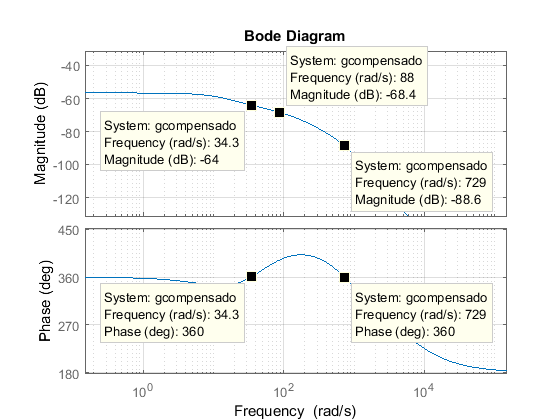 Bode Diagram
System: gcompensado
Frequency (rad/s): 88
Magnitude (dB): -68.4
System: gcompensado
Frequency (rad/s): 34.3
Magnitude (dB): -64
System: gcompensado
Frequency (rad/s): 729
Magnitude (dB): -88.6
Magnitude (dB)
-40
-60
-80
-100
-120
System: gcompensado
Frequency (rad/s): 34.3
Phase (deg): 360
System: gcompensado
Frequency (rad/s): 729
Phase (deg): 360
Phase (deg)
450
360
270
180
10^0 10^2 10^4
Frequency (rad/s)